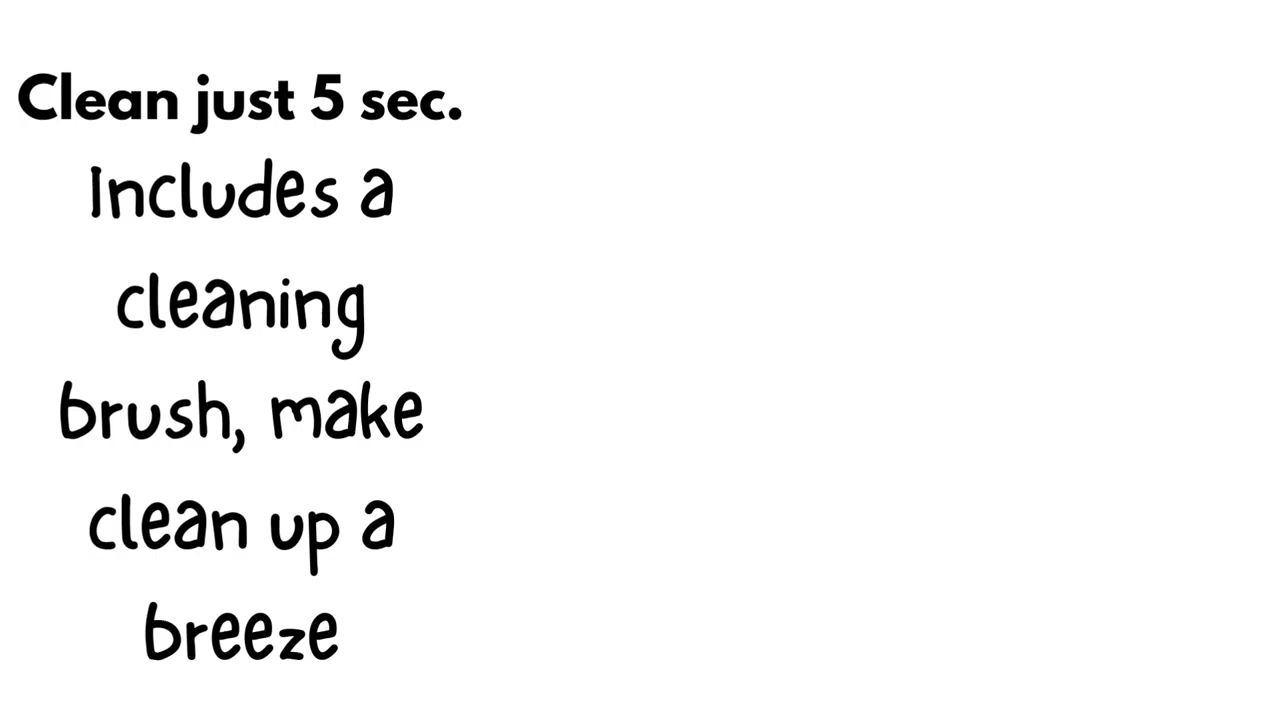 Clean just 5 sec.
Includes a
cleaning
brush, make
clean up a
breeze